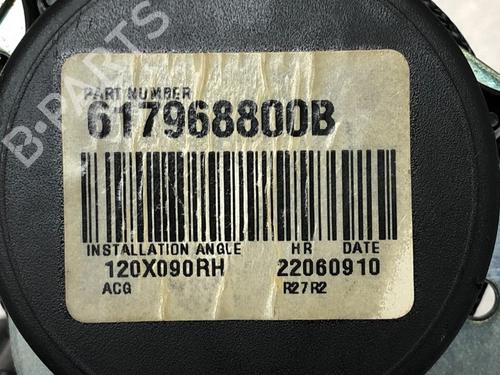 B-PARTS
PART NUMBER
617968800B
INSTALLATION ANGLE HR DATE
120X090RH 22060910
ACG R27R2